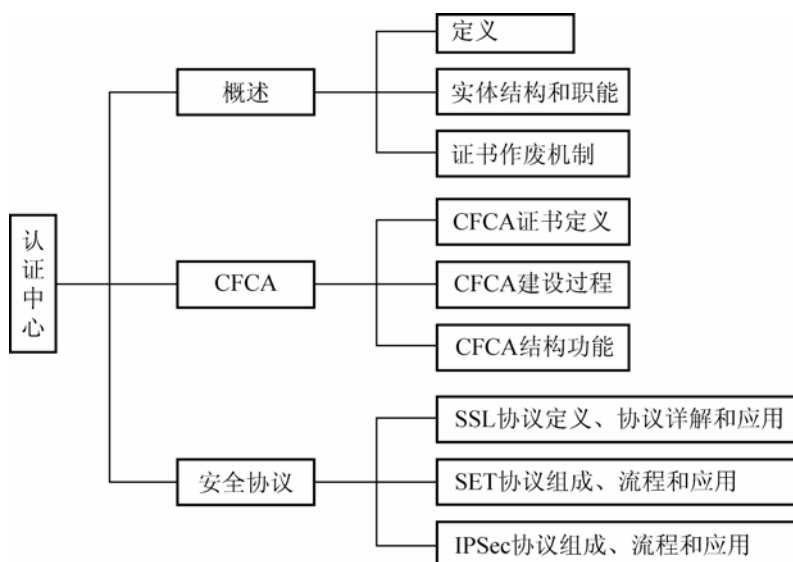 认证中心
概述
定义
实体结构和职能
证书作废机制
CFCA
CFCA证书定义
CFCA建设过程
CFCA结构功能
安全协议
SSL协议定义、协议详解和应用
SET协议组成、流程和应用
IPSec协议组成、流程和应用